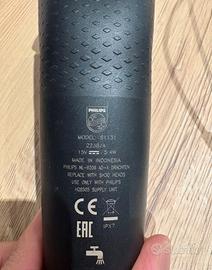 PHILIPS
MODEL: S1131
2238/A
15V 5.4W
MADE IN INDONESIA
PHILIPS NL-9206 AD-4 DRACHTEN
REPLACE WITH SH30 HEADS
USE ONLY WITH PHILIPS
HQ8505 SUPPLY UNIT
CE
EAC
IPX7